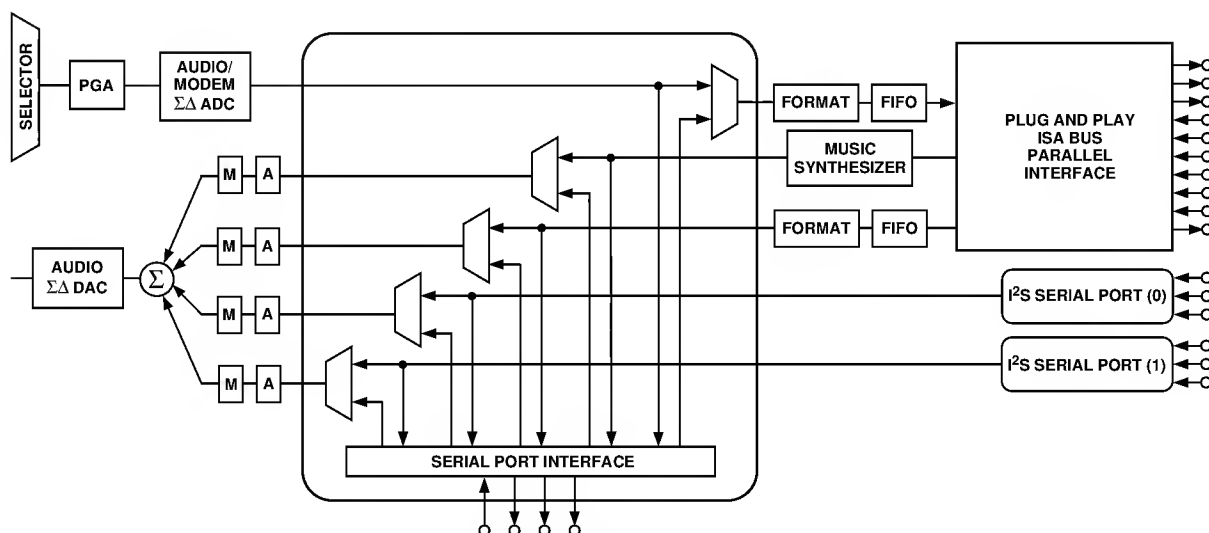 SELECTOR
PGA
AUDIO/
MODEM
ΣΔ ADC
FORMAT
FIFO
PLUG AND PLAY
ISA BUS
PARALLEL
INTERFACE
MUSIC
SYNTHESIZER
M
A
FORMAT
FIFO
M
A
AUDIO
ΣΔ DAC
Σ
I²S SERIAL PORT (0)
M
A
I²S SERIAL PORT (1)
M
A
SERIAL PORT INTERFACE